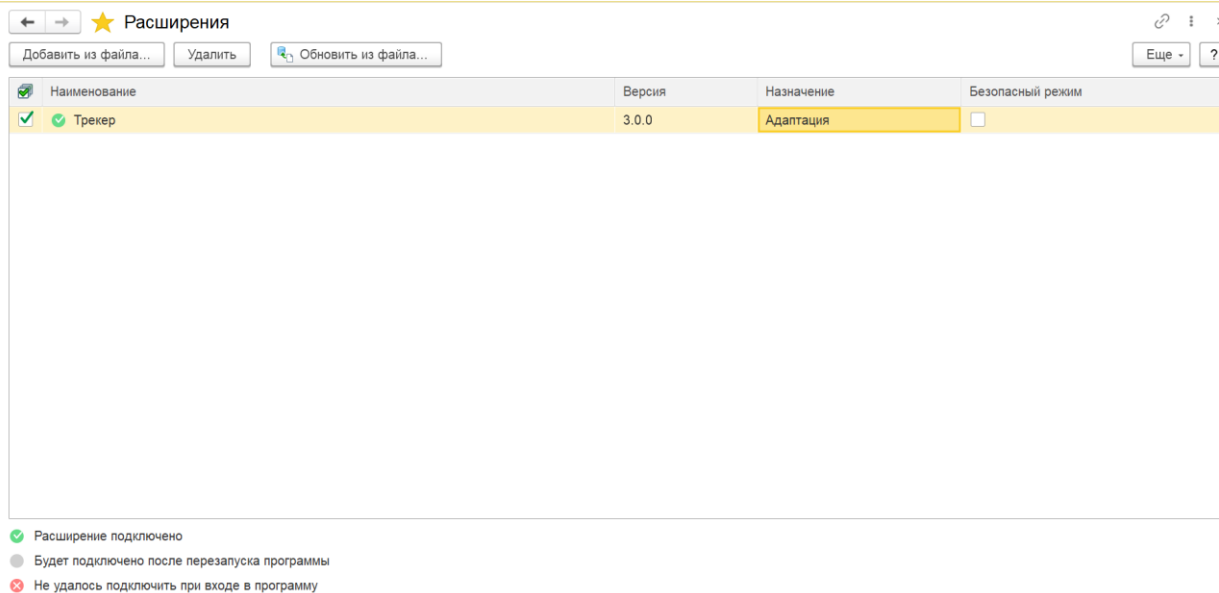 Расширения
Добавить из файла... Удалить Обновить из файла... Еще ?
Наименование Версия Назначение Безопасный режим
Трекер 3.0.0 Адаптация
Расширение подключено
Будет подключено после перезапуска программы
Не удалось подключить при входе в программу